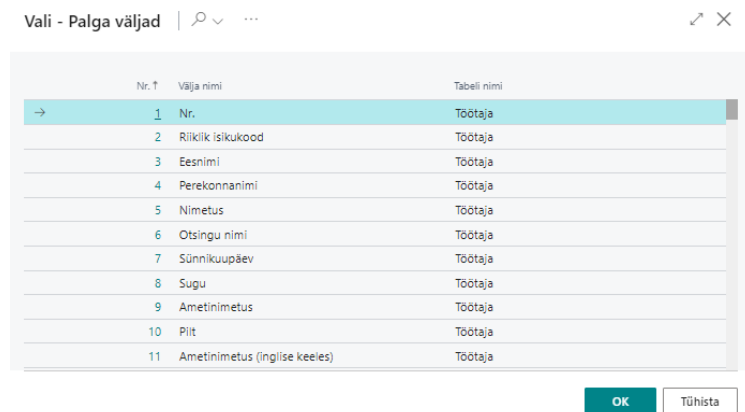 Vali - Palga väljad
Nr. ↑ Välja nimi Tabeli nimi
1 Nr. Töötaja
2 Riiklik isikukood Töötaja
3 Eesnimi Töötaja
4 Perekonnanimi Töötaja
5 Nimetus Töötaja
6 Otsingu nimi Töötaja
7 Sünnikuupäev Töötaja
8 Sugu Töötaja
9 Ametinimetus Töötaja
10 Pilt Töötaja
11 Ametinimetus (inglise keeles) Töötaja
OK Tühista